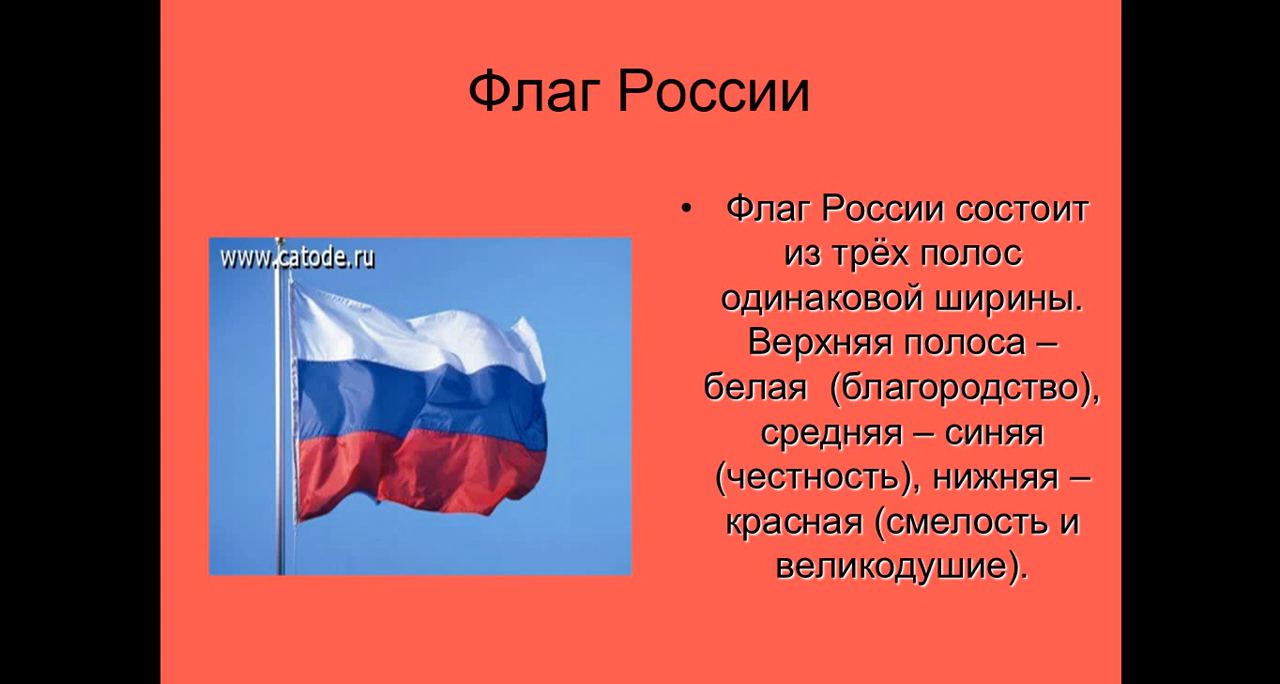 Флаг России
www.catode.ru
• Флаг России состоит
из трёх полос
одинаковой ширины.
Верхняя полоса –
белая (благородство),
средняя – синяя
(честность), нижняя –
красная (смелость и
великодушие).